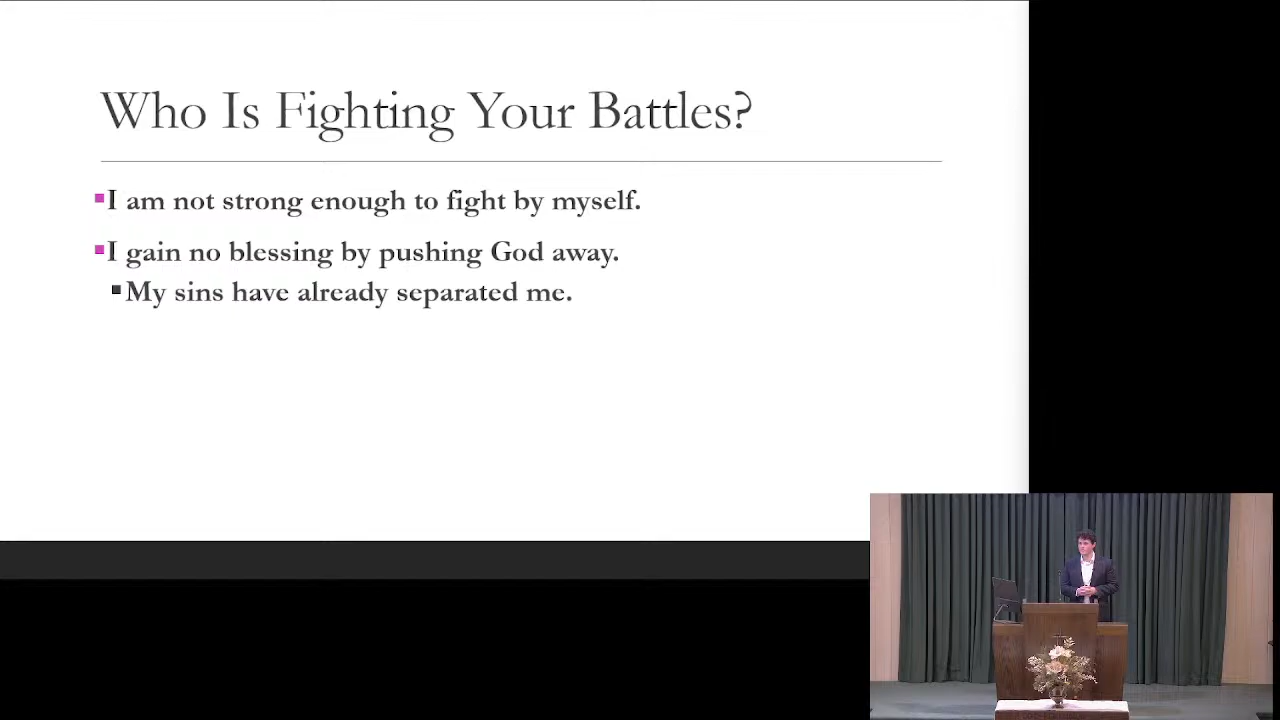 Who Is Fighting Your Battles?
I am not strong enough to fight by myself.
I gain no blessing by pushing God away.
My sins have already separated me.